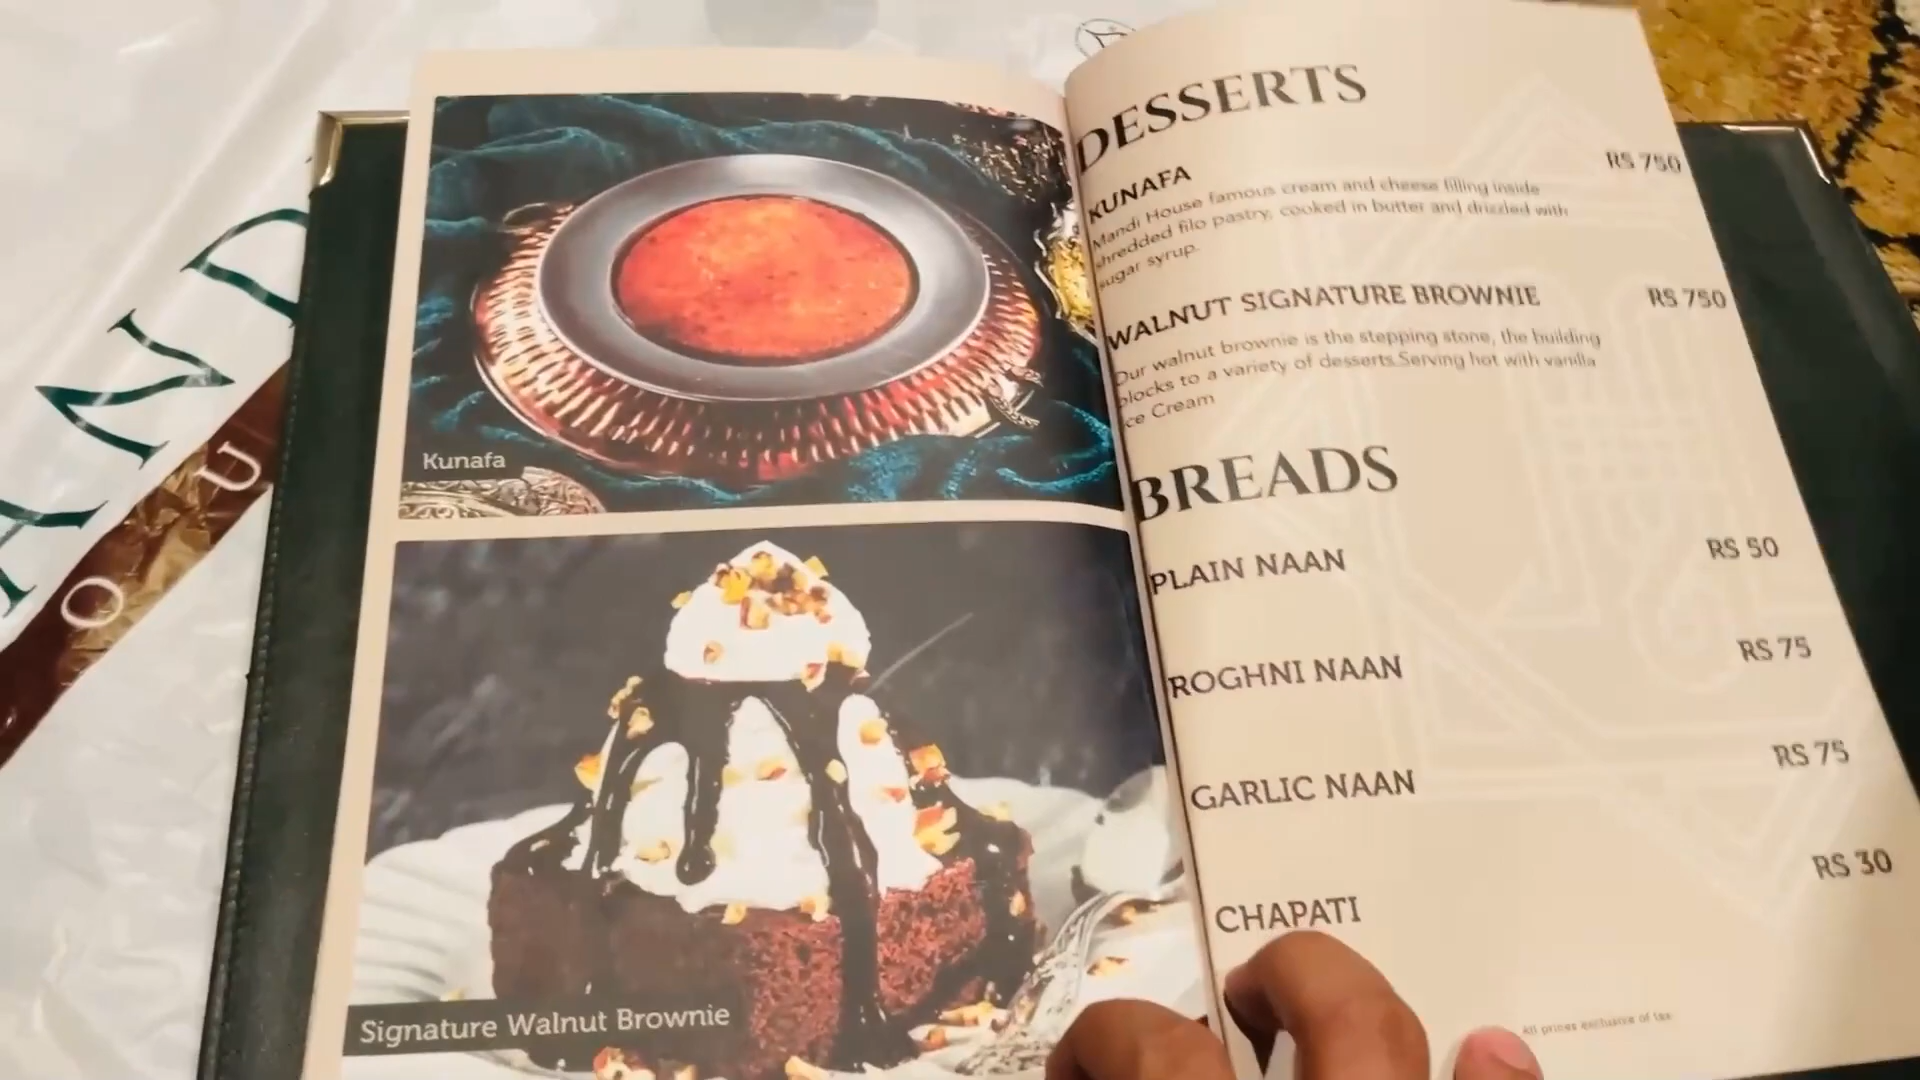 AND
OU
Kunafa
Signature Walnut Brownie
DESSERTS
KUNAFA RS 750
Mandi House famous cream and cheese filling inside
shredded filo pastry, cooked in butter and drizzled with
sugar syrup.
WALNUT SIGNATURE BROWNIE RS 750
Our walnut brownie is the stepping stone, the building
blocks to a variety of desserts.Serving hot with vanilla
ice Cream
BREADS
PLAIN NAAN RS 50
ROGHNI NAAN RS 75
GARLIC NAAN RS 75
CHAPATI RS 30
All prices exclusive of tax